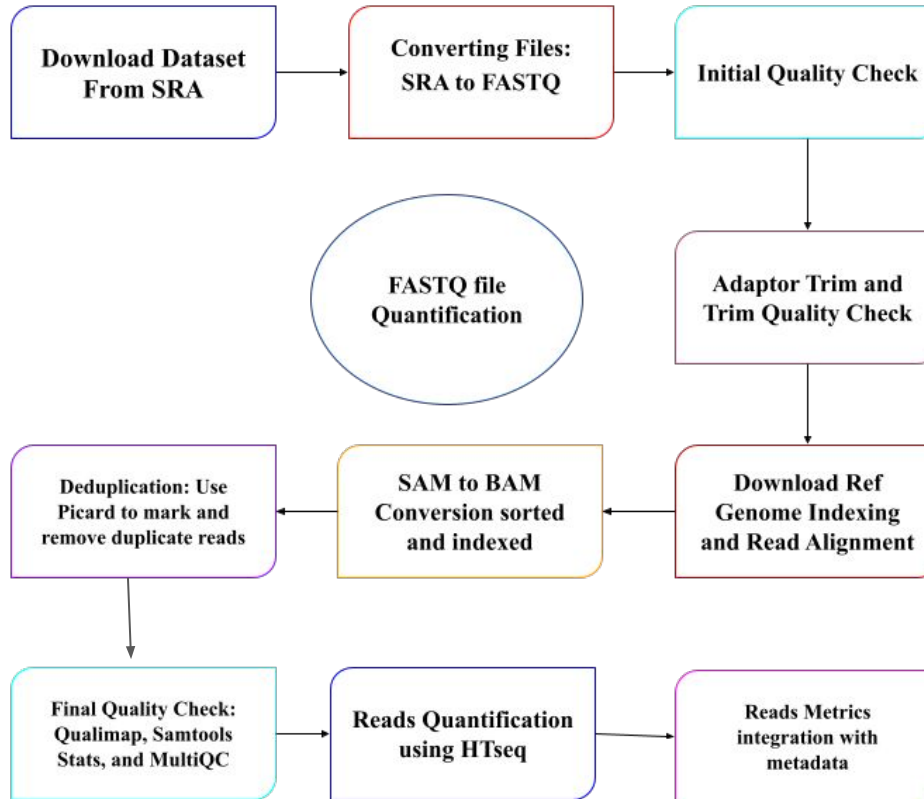 Download Dataset
From SRA
Converting Files:
SRA to FASTQ
Initial Quality Check
Adaptor Trim and
Trim Quality Check
FASTQ file
Quantification
Download Ref
Genome Indexing
and Read Alignment
SAM to BAM
Conversion sorted
and indexed
Deduplication: Use
Picard to mark and
remove duplicate reads
Final Quality Check:
Qualimap, Samtools
Stats, and MultiQC
Reads Quantification
using HTseq
Reads Metrics
integration with
metadata